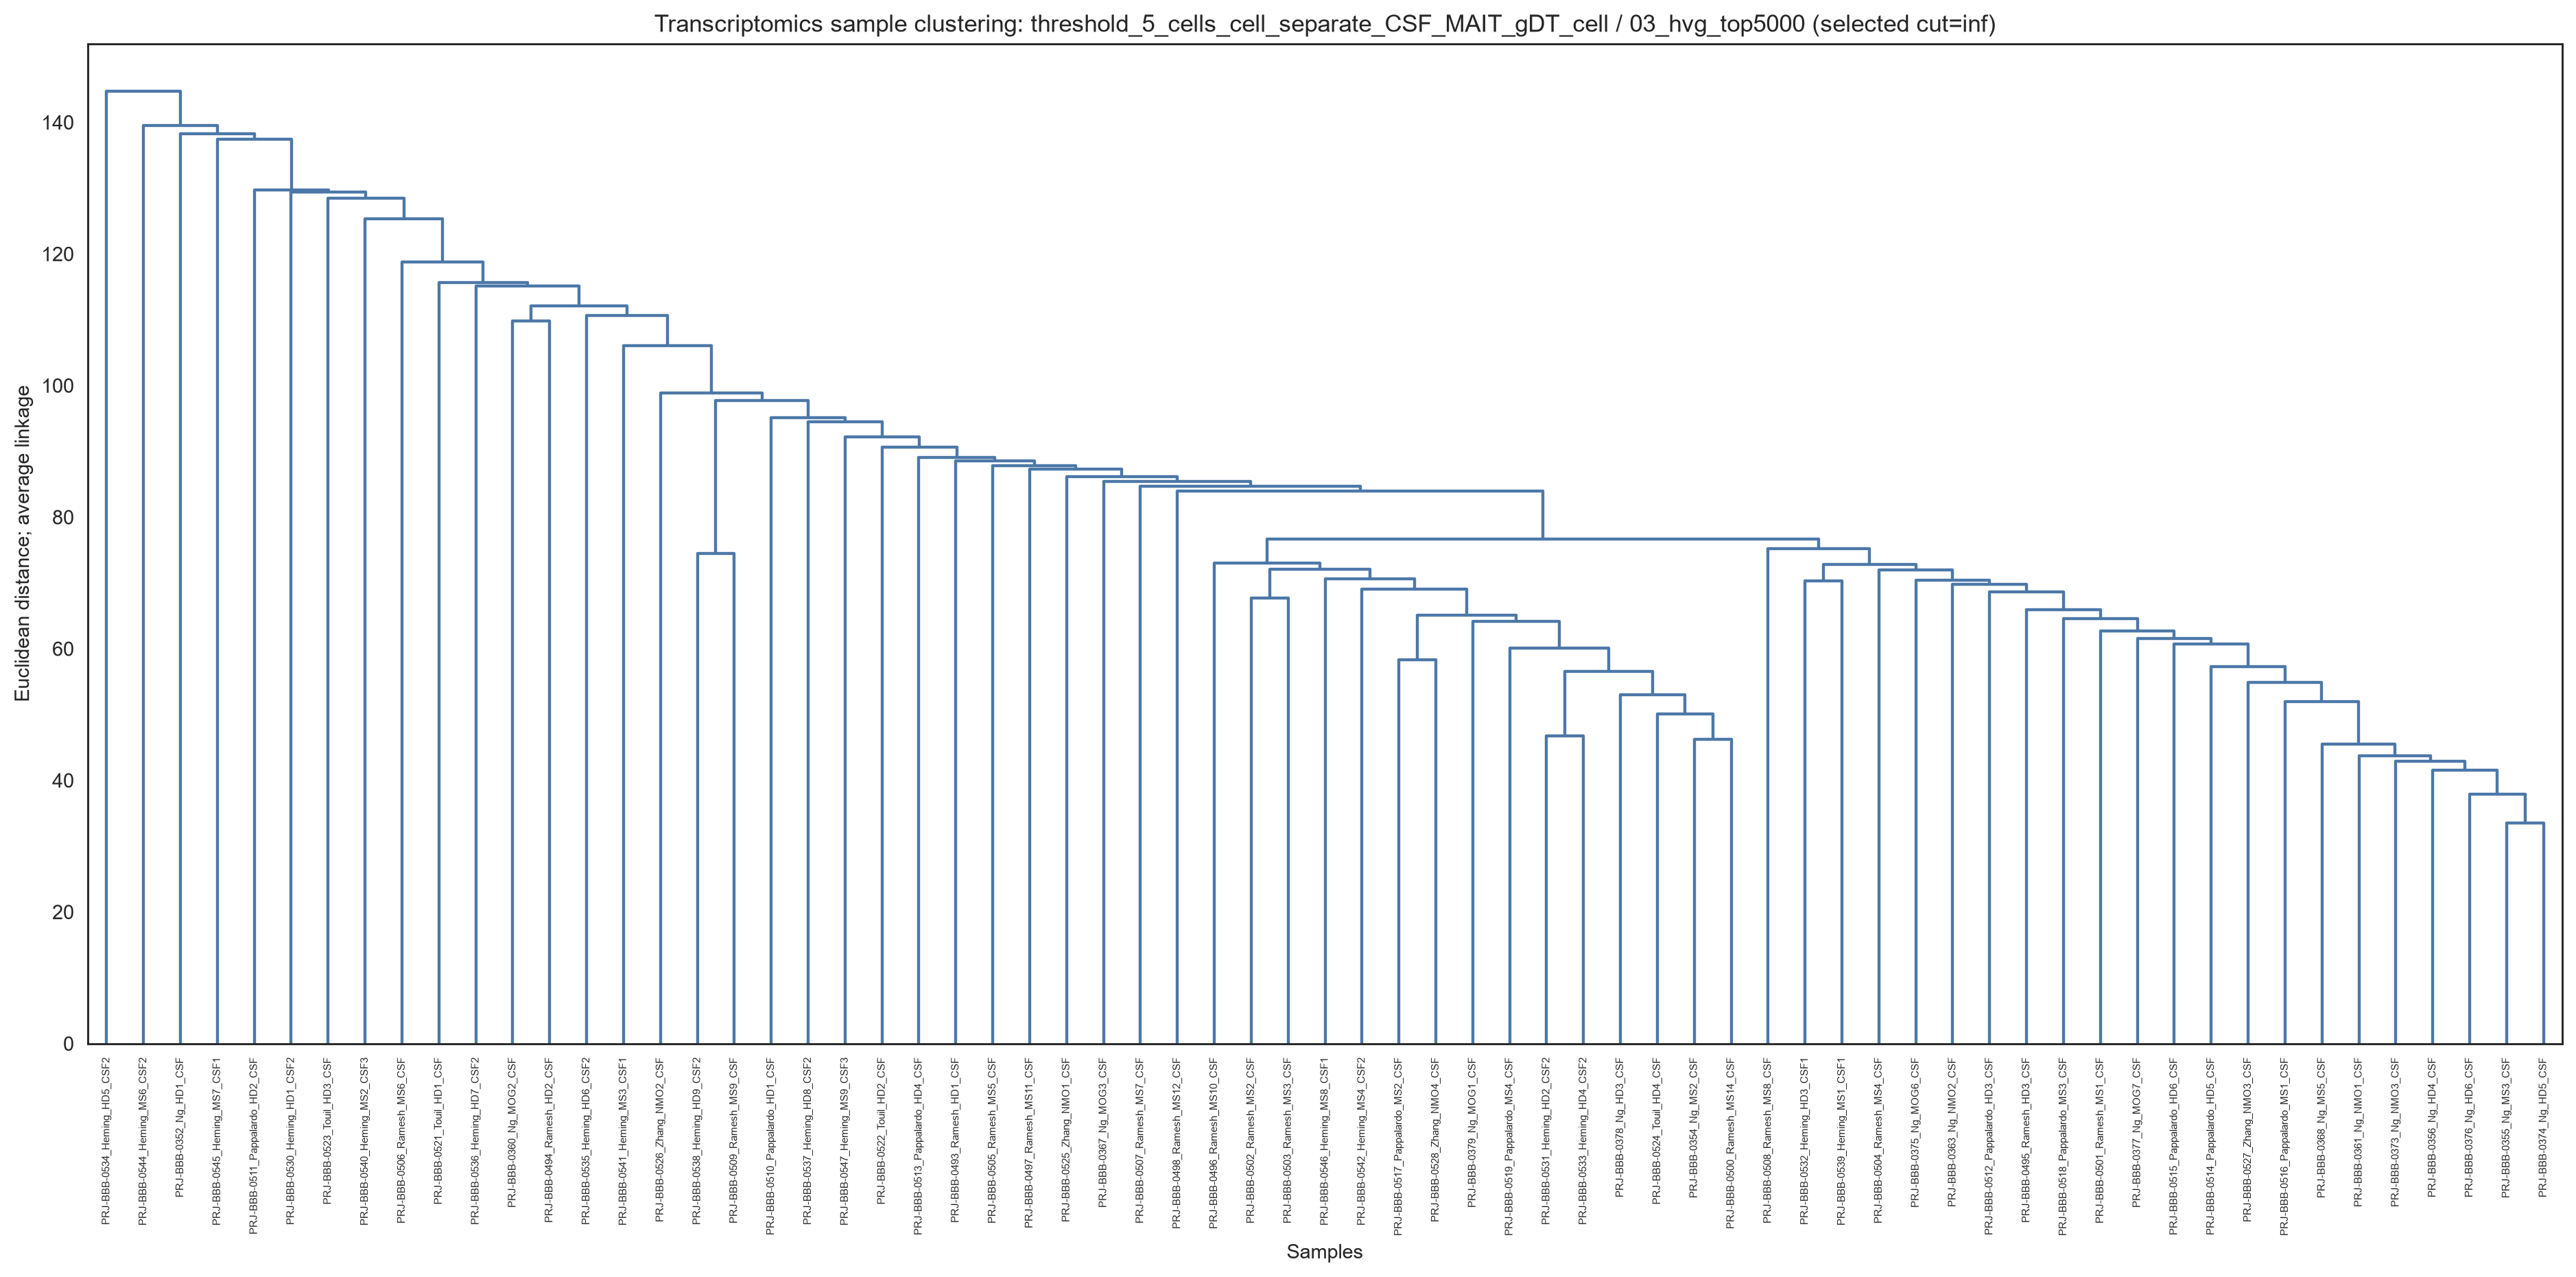 Transcriptomics sample clustering: threshold_5_cells_cell_separate_CSF_MAIT_gDT_cell / 03_hvg_top5000 (selected cut=inf)
Euclidean distance; average linkage
140
120
100
80
60
40
20
0
PRJ-BBB-0534_Heming_HD5_CSF2
PRJ-BBB-0544_Heming_MS6_CSF2
PRJ-BBB-0352_Ng_HD1_CSF
PRJ-BBB-0545_Heming_MS7_CSF1
PRJ-BBB-0511_Pappalardo_HD2_CSF
PRJ-BBB-0530_Heming_HD1_CSF2
PRJ-BBB-0523_Touil_HD3_CSF
PRJ-BBB-0540_Heming_MS2_CSF3
PRJ-BBB-0506_Ramesh_MS6_CSF
PRJ-BBB-0521_Touil_HD1_CSF
PRJ-BBB-0536_Heming_HD7_CSF2
PRJ-BBB-0360_Ng_MOG2_CSF
PRJ-BBB-0494_Ramesh_HD2_CSF
PRJ-BBB-0535_Heming_HD6_CSF2
PRJ-BBB-0541_Heming_MS3_CSF1
PRJ-BBB-0526_Zhang_NMO2_CSF
PRJ-BBB-0538_Heming_HD9_CSF2
PRJ-BBB-0509_Ramesh_MS9_CSF
PRJ-BBB-0510_Pappalardo_HD1_CSF
PRJ-BBB-0537_Heming_HD8_CSF2
PRJ-BBB-0547_Heming_MS9_CSF3
PRJ-BBB-0522_Touil_HD2_CSF
PRJ-BBB-0513_Pappalardo_HD4_CSF
PRJ-BBB-0493_Ramesh_HD1_CSF
PRJ-BBB-0505_Ramesh_MS5_CSF
PRJ-BBB-0497_Ramesh_MS11_CSF
PRJ-BBB-0525_Zhang_NMO1_CSF
PRJ-BBB-0367_Ng_MOG3_CSF
PRJ-BBB-0507_Ramesh_MS7_CSF
PRJ-BBB-0498_Ramesh_MS12_CSF
PRJ-BBB-0496_Ramesh_MS10_CSF
PRJ-BBB-0502_Ramesh_MS2_CSF
PRJ-BBB-0503_Ramesh_MS3_CSF
PRJ-BBB-0546_Heming_MS8_CSF1
PRJ-BBB-0542_Heming_MS4_CSF2
PRJ-BBB-0517_Pappalardo_MS2_CSF
PRJ-BBB-0528_Zhang_NMO4_CSF
PRJ-BBB-0379_Ng_MOG1_CSF
PRJ-BBB-0519_Pappalardo_MS4_CSF
PRJ-BBB-0531_Heming_HD2_CSF2
PRJ-BBB-0533_Heming_HD4_CSF2
PRJ-BBB-0378_Ng_HD3_CSF
PRJ-BBB-0524_Touil_HD4_CSF
PRJ-BBB-0354_Ng_MS2_CSF
PRJ-BBB-0500_Ramesh_MS14_CSF
PRJ-BBB-0508_Ramesh_MS8_CSF
PRJ-BBB-0532_Heming_HD3_CSF1
PRJ-BBB-0539_Heming_MS1_CSF1
PRJ-BBB-0504_Ramesh_MS4_CSF
PRJ-BBB-0375_Ng_MOG6_CSF
PRJ-BBB-0363_Ng_NMO2_CSF
PRJ-BBB-0512_Pappalardo_HD3_CSF
PRJ-BBB-0495_Ramesh_HD3_CSF
PRJ-BBB-0518_Pappalardo_MS3_CSF
PRJ-BBB-0501_Ramesh_MS1_CSF
PRJ-BBB-0377_Ng_MOG7_CSF
PRJ-BBB-0515_Pappalardo_HD6_CSF
PRJ-BBB-0514_Pappalardo_HD5_CSF
PRJ-BBB-0527_Zhang_NMO3_CSF
PRJ-BBB-0516_Pappalardo_MS1_CSF
PRJ-BBB-0368_Ng_MS5_CSF
PRJ-BBB-0361_Ng_NMO1_CSF
PRJ-BBB-0373_Ng_NMO3_CSF
PRJ-BBB-0356_Ng_HD4_CSF
PRJ-BBB-0376_Ng_HD6_CSF
PRJ-BBB-0355_Ng_MS3_CSF
PRJ-BBB-0374_Ng_HD5_CSF
Samples